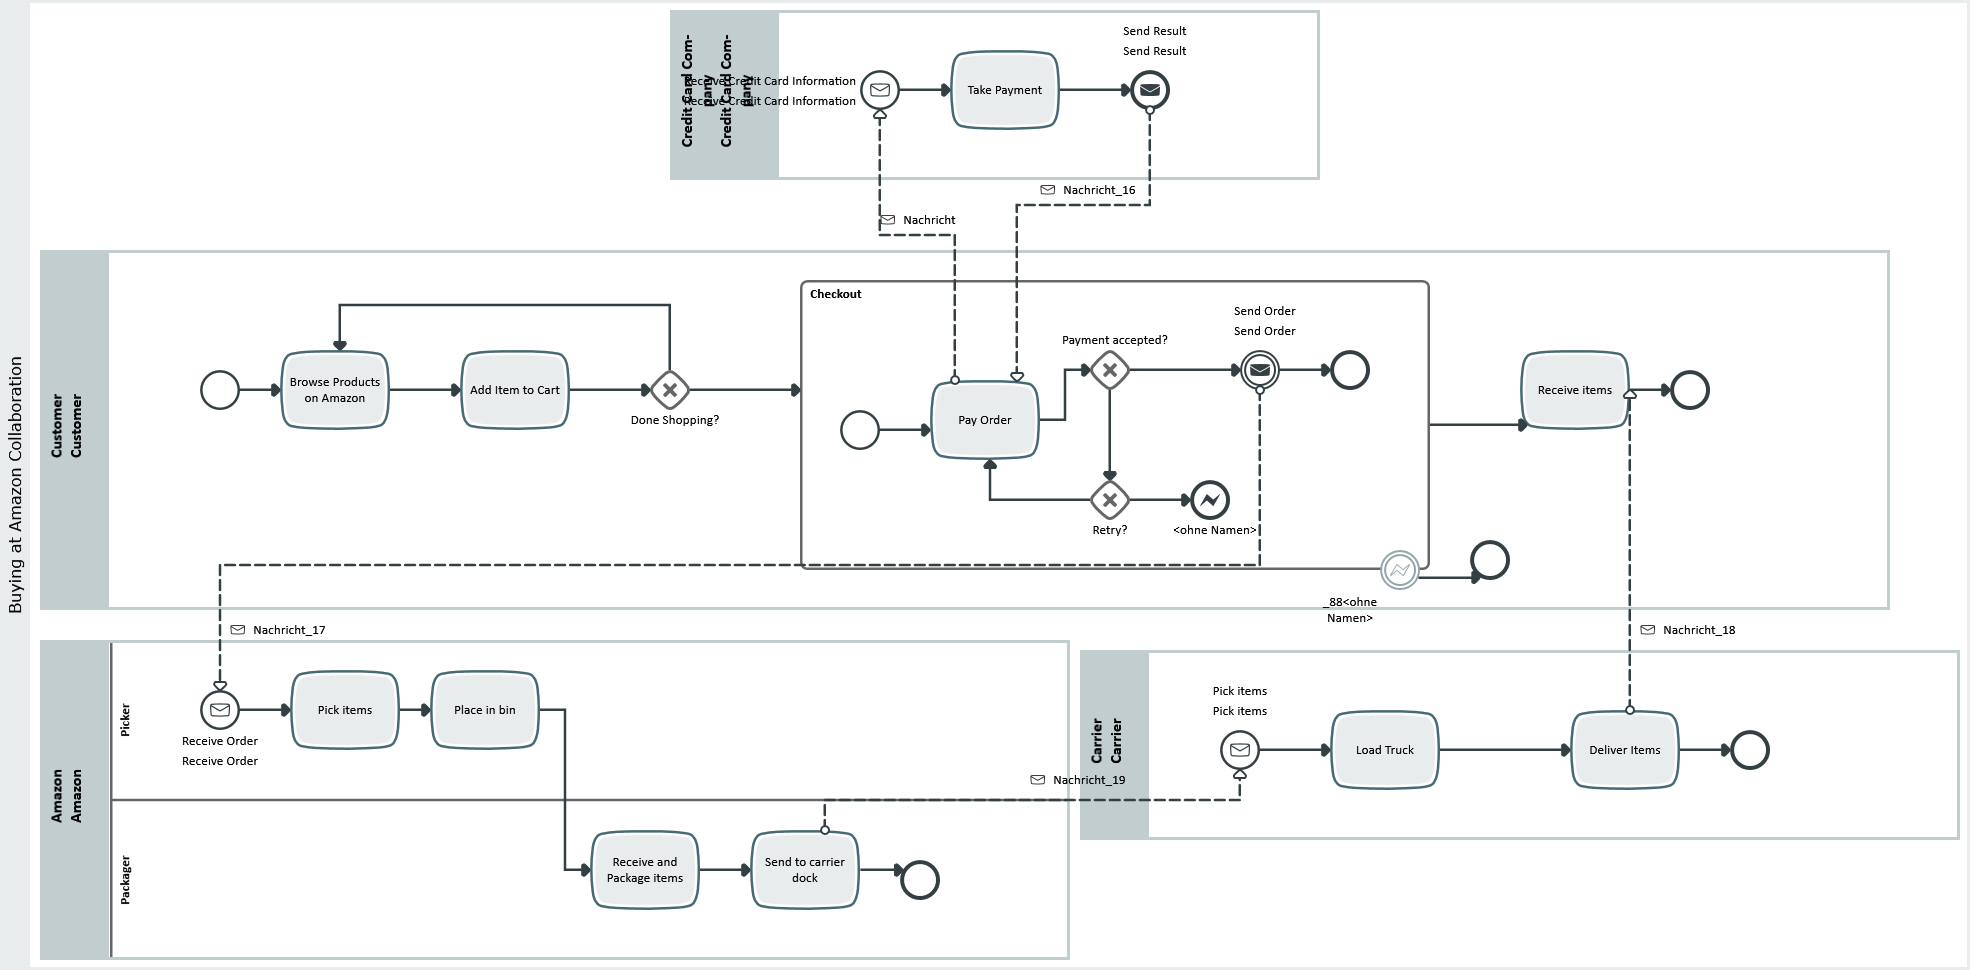 Buying at Amazon Collaboration
Credit Card Com-
party
Credit Card Com-
party
Receive Credit Card Information
Receive Credit Card Information
Take Payment
Send Result
Send Result
Nachricht_16
Nachricht
Customer
Customer
Browse Products
on Amazon
Add Item to Cart
Done Shopping?
Checkout
Pay Order
Payment accepted?
Send Order
Send Order
Retry?
<ohne Namen>
_88<ohne
Namen>
Receive items
Nachricht_17
Nachricht_18
Amazon
Amazon
Picker
Receive Order
Receive Order
Pick items
Place in bin
Packager
Receive and
Package items
Send to carrier
dock
Nachricht_19
Carrier
Carrier
Pick items
Pick items
Load Truck
Deliver Items